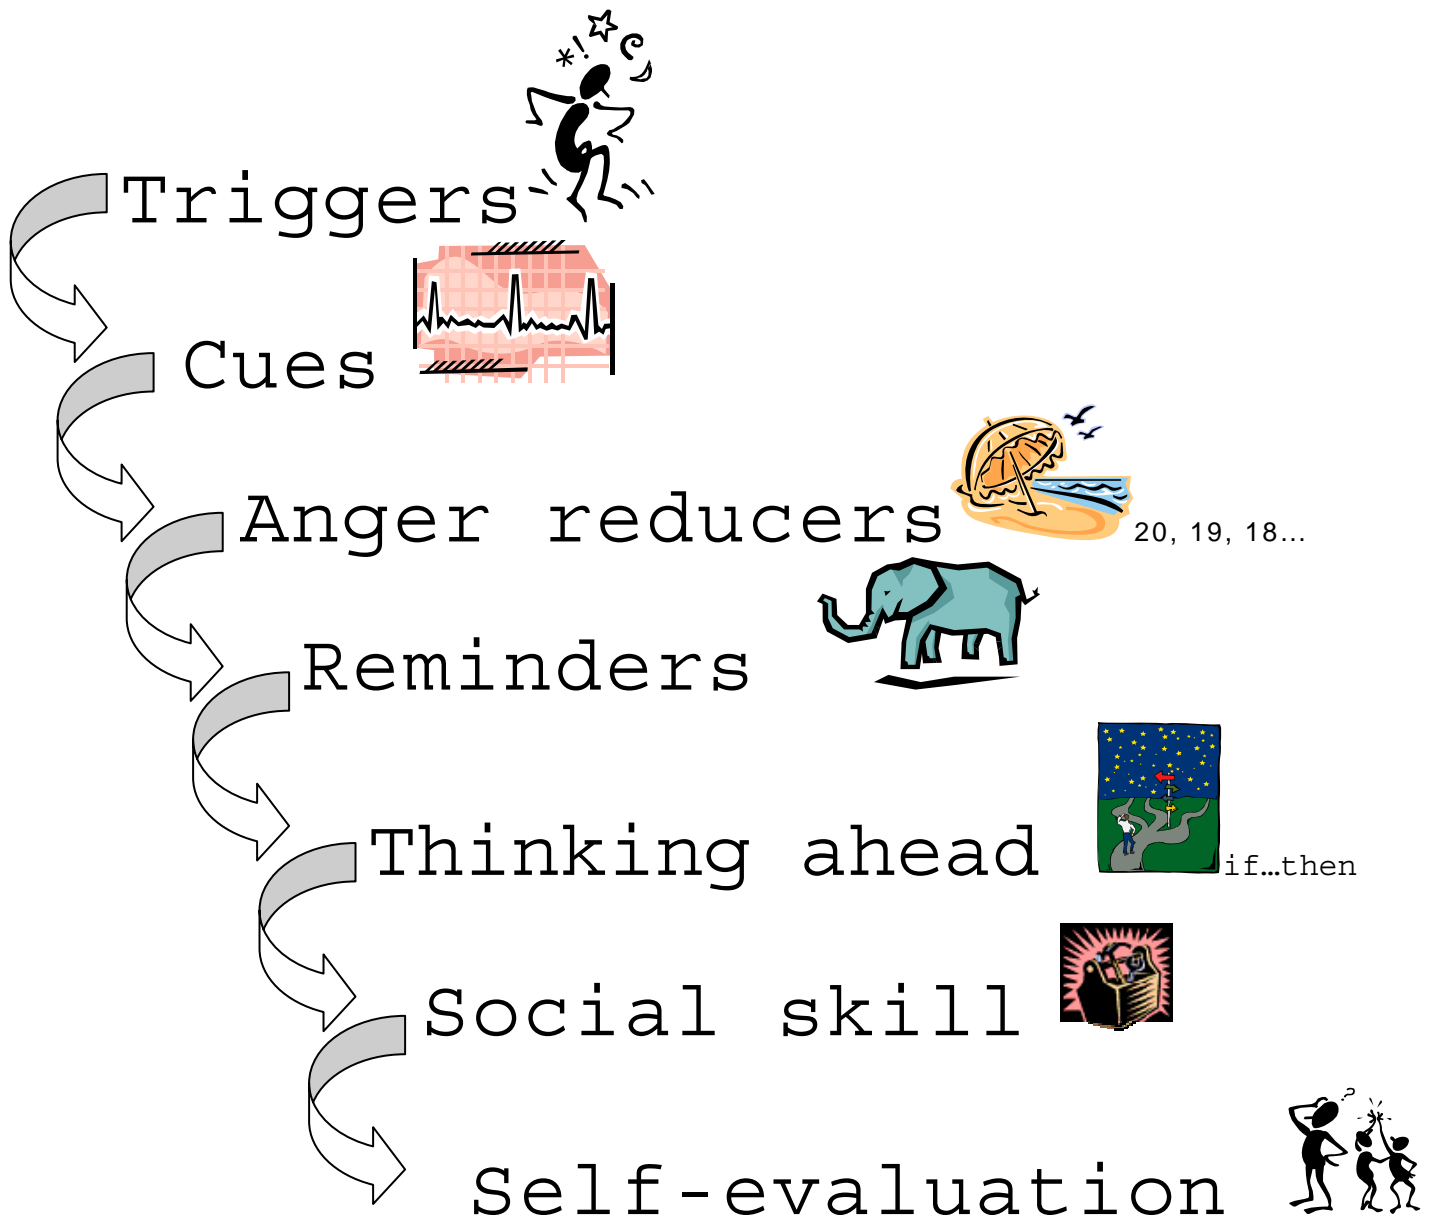 Triggers
Cues
Anger reducers
20, 19, 18…
Reminders
Thinking ahead
if…then
Social skill
Self-evaluation